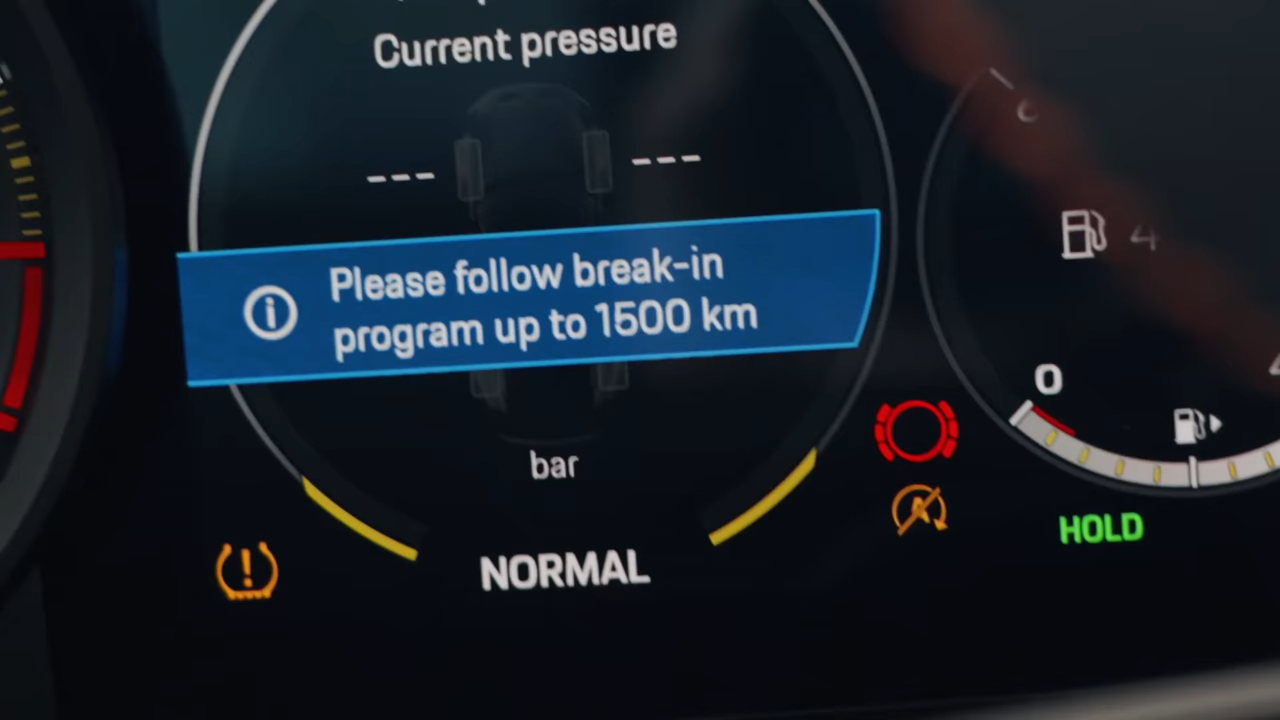 Current pressure
--- ---
Please follow break-in
program up to 1500 km
0
bar
HOLD
NORMAL